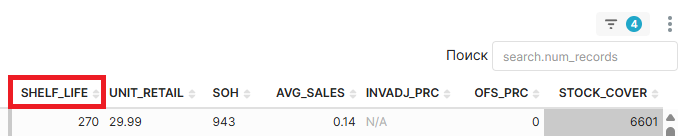 4
Поиск search.num_records
SHELF_LIFE UNIT_RETAIL SOH AVG_SALES INVADJ_PRC OFS_PRC STOCK_COVER
270 29.99 943 0.14 N/A 0 6601